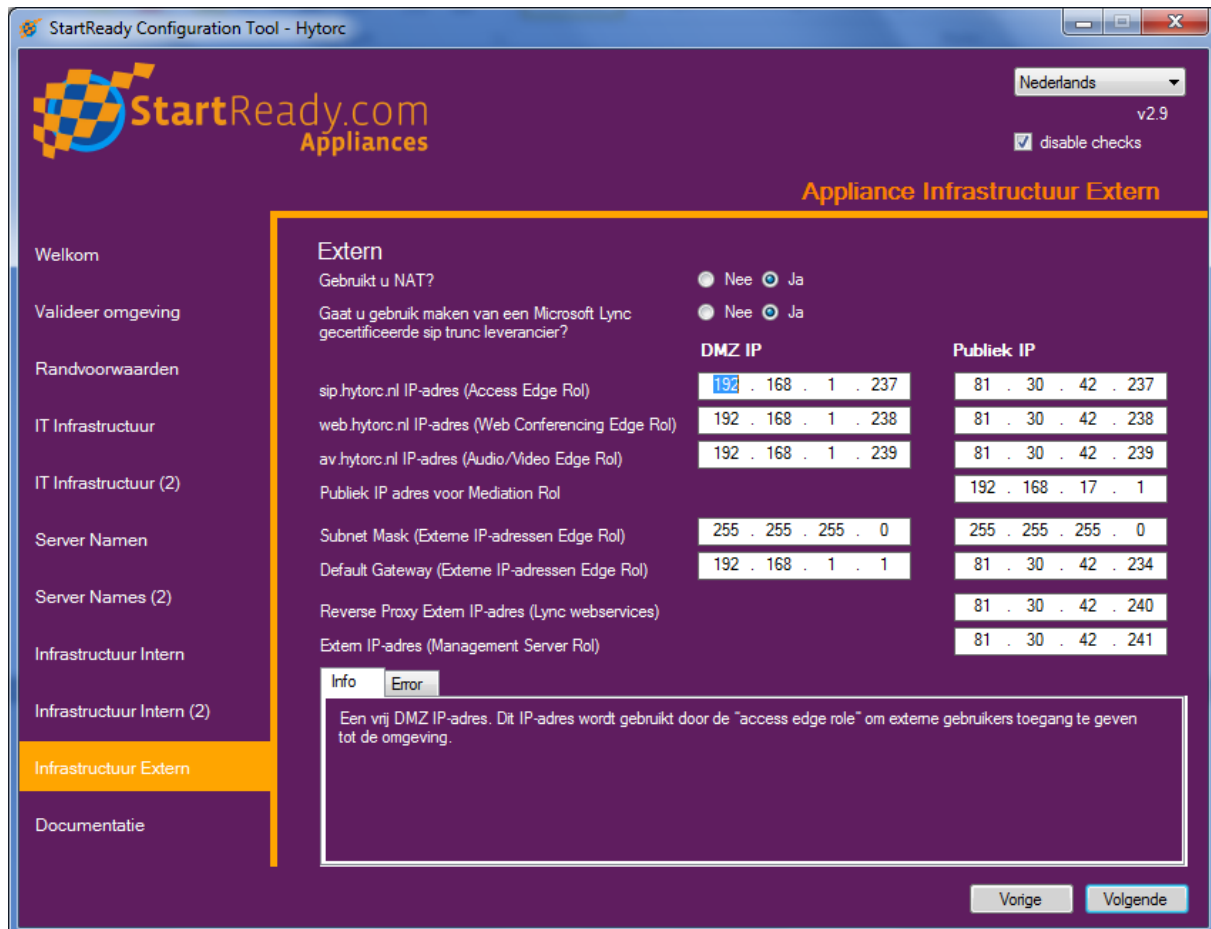 StartReady Configuration Tool - Hytorc
StartReady.com
Appliances
Nederlands
v2.9
disable checks
Appliance Infrastructuur Extern
Welkom
Valideer omgeving
Randvoorwaarden
IT Infrastructuur
IT Infrastructuur (2)
Server Namen
Server Names (2)
Infrastructuur Intern
Infrastructuur Intern (2)
Infrastructuur Extern
Documentatie
Extern
Gebruikt u NAT? Nee Ja
Gaat u gebruik maken van een Microsoft Lync Nee Ja
gecertificeerde sip trunc leverancier?
DMZ IP Publiek IP
sip.hytorc.nl IP-adres (Access Edge Rol) 192 . 168 . 1 . 237 81 . 30 . 42 . 237
web.hytorc.nl IP-adres (Web Conferencing Edge Rol) 192 . 168 . 1 . 238 81 . 30 . 42 . 238
av.hytorc.nl IP-adres (Audio/Video Edge Rol) 192 . 168 . 1 . 239 81 . 30 . 42 . 239
Publiek IP adres voor Mediation Rol 192 . 168 . 17 . 1
Subnet Mask (Externe IP-adressen Edge Rol) 255 . 255 . 255 . 0 255 . 255 . 255 . 0
Default Gateway (Externe IP-adressen Edge Rol) 192 . 168 . 1 . 1 81 . 30 . 42 . 234
Reverse Proxy Extern IP-adres (Lync webservices) 81 . 30 . 42 . 240
Extern IP-adres (Management Server Rol) 81 . 30 . 42 . 241
Info Error
Een vrij DMZ IP-adres. Dit IP-adres wordt gebruikt door de "access edge role" om externe gebruikers toegang te geven
tot de omgeving.
Vorige Volgende